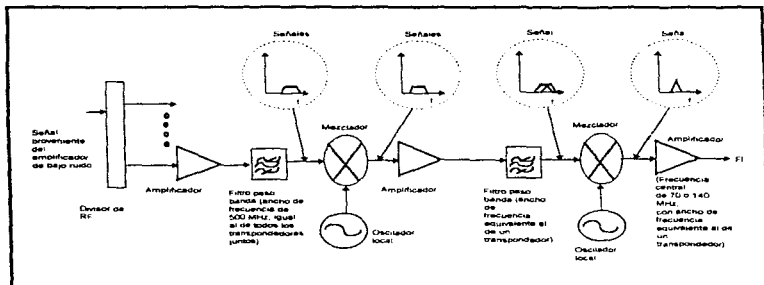 Señales
Señales
Señal
Seña
f
f
f
f
Mezclador
Mezclador
Señal
proveniente
del
amplificador
de bajo ruido
Divisor de
RF
Amplificador
Filtro paso
banda (ancho de
frecuencia de
500 MHz, igual
al de todos los
transpondedores
juntos)
Oscilador
local
Amplificador
Filtro paso
banda (ancho
de
frecuencia
equivalente al
de un
transpondedor)
Oscilador
local
Amplificador
FI
(Frecuencia
central
de 70 o 140
MHz,
con ancho de
frecuencia
equivalente al de
un
transpondedor)